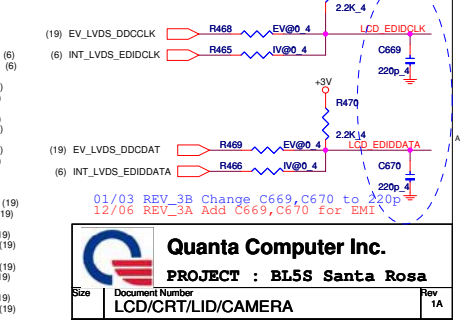 2.2K_4
(19) EV_LVDS_DDCCLK R468 EV@0_4 LCD_EDIDCLK
(6) INT_LVDS_EDIDCLK R465 IV@0_4
C669
220p_4
(6)
(6)
+3V
R470
2.2K_4
A
(19) EV_LVDS_DDCDAT R469 EV@0_4 LCD_EDIDDATA
(6) INT_LVDS_EDIDDATA R466 IV@0_4
C670
220p_4
01/03 REV_3B Change C669,C670 to 220p
12/06 REV_3A Add C669,C670 for EMI
(19)
(19)
(19)
(19)
(19)
(19)
(19)
(19)
Quanta Computer Inc.
PROJECT : BL5S Santa Rosa
Size Document Number Rev
LCD/CRT/LID/CAMERA 1A